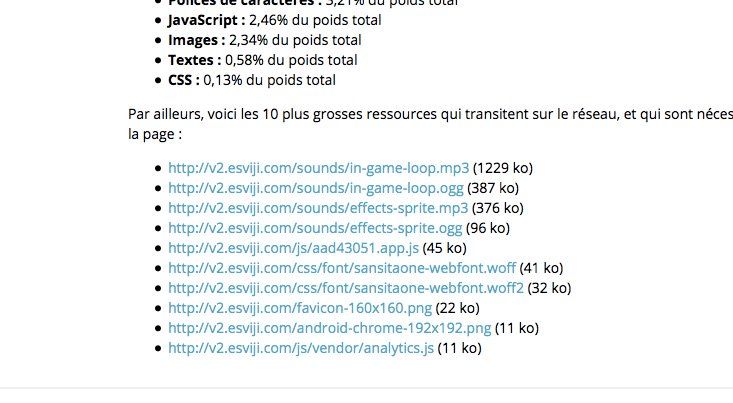 Polices de caractères : 3,21% du poids total
JavaScript : 2,46% du poids total
Images : 2,34% du poids total
Textes : 0,58% du poids total
CSS : 0,13% du poids total
Par ailleurs, voici les 10 plus grosses ressources qui transitent sur le réseau, et qui sont néces
la page :
http://v2.esviji.com/sounds/in-game-loop.mp3 (1229 ko)
http://v2.esviji.com/sounds/in-game-loop.ogg (387 ko)
http://v2.esviji.com/sounds/effects-sprite.mp3 (376 ko)
http://v2.esviji.com/sounds/effects-sprite.ogg (96 ko)
http://v2.esviji.com/js/aad43051.app.js (45 ko)
http://v2.esviji.com/css/font/sansitaone-webfont.woff (41 ko)
http://v2.esviji.com/css/font/sansitaone-webfont.woff2 (32 ko)
http://v2.esviji.com/favicon-160x160.png (22 ko)
http://v2.esviji.com/android-chrome-192x192.png (11 ko)
http://v2.esviji.com/js/vendor/analytics.js (11 ko)